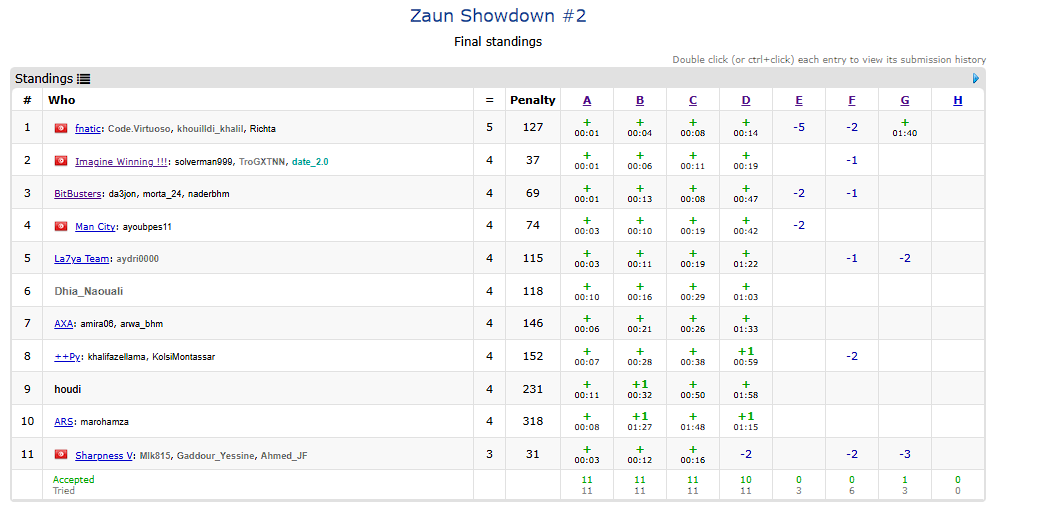 Zaun Showdown #2
Final standings
Double click (or ctrl+click) each entry to view its submission history
Standings
# Who = Penalty A B C D E F G H
1 fnatic: Code.Virtuoso, khouilldi_khalil, Richta 5 127 + + + + -5 -2 +
00:01 00:04 00:08 00:14 01:40
2 Imagine Winning !!!: solverman999, TroGXTNN, date_2.0 4 37 + + + + -1
00:01 00:06 00:11 00:19
3 BitBusters: da3jon, morta_24, naderbhm 4 69 + + + + -2 -1
00:01 00:13 00:08 00:47
4 Man City: ayoubpes11 4 74 + + + + -2
00:03 00:10 00:19 00:42
5 La7ya Team: aydri0000 4 115 + + + + -1 -2
00:03 00:11 00:19 01:22
6 Dhia_Naouali 4 118 + + + +
00:10 00:16 00:29 01:03
7 AXA: amira06, arwa_bhm 4 146 + + + +
00:06 00:21 00:26 01:33
8 ++Py: khalifazellama, KolsiMontassar 4 152 + + + +1 -2
00:07 00:28 00:38 00:59
9 houdi 4 231 + +1 + +
00:11 00:32 00:50 01:58
10 ARS: marohamza 4 318 + +1 + +1
00:08 01:27 01:48 01:15
11 Sharpness V: Mlk815, Gaddour_Yessine, Ahmed_JF 3 31 + + + -2 -2 -3
00:03 00:12 00:16
Accepted 11 11 11 10 0 0 1 0
Tried 11 11 11 11 3 6 3 0